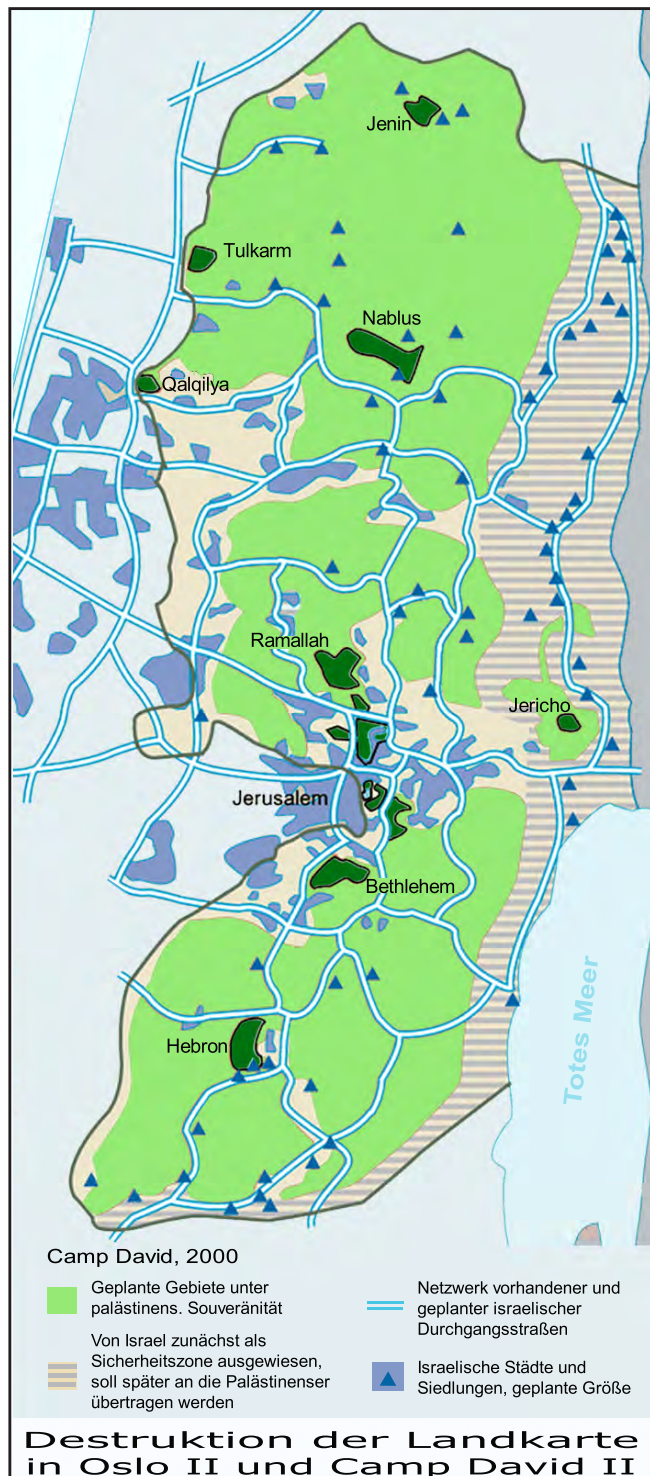 Jenin
Tulkarm
Nablus
Qalqilya
Ramallah
Jericho
Jerusalem
Bethlehem
Totes Meer
Hebron
Camp David, 2000
Geplante Gebiete unter
palästinens. Souveränität
Von Israel zunächst als
Sicherheitszone ausgewiesen,
soll später an die Palästinenser
übertragen werden
Netzwerk vorhandener und
geplanter israelischer
Durchgangsstraßen
Israelische Städte und
Siedlungen, geplante Größe
Destruktion der Landkarte
in Oslo II und Camp David II